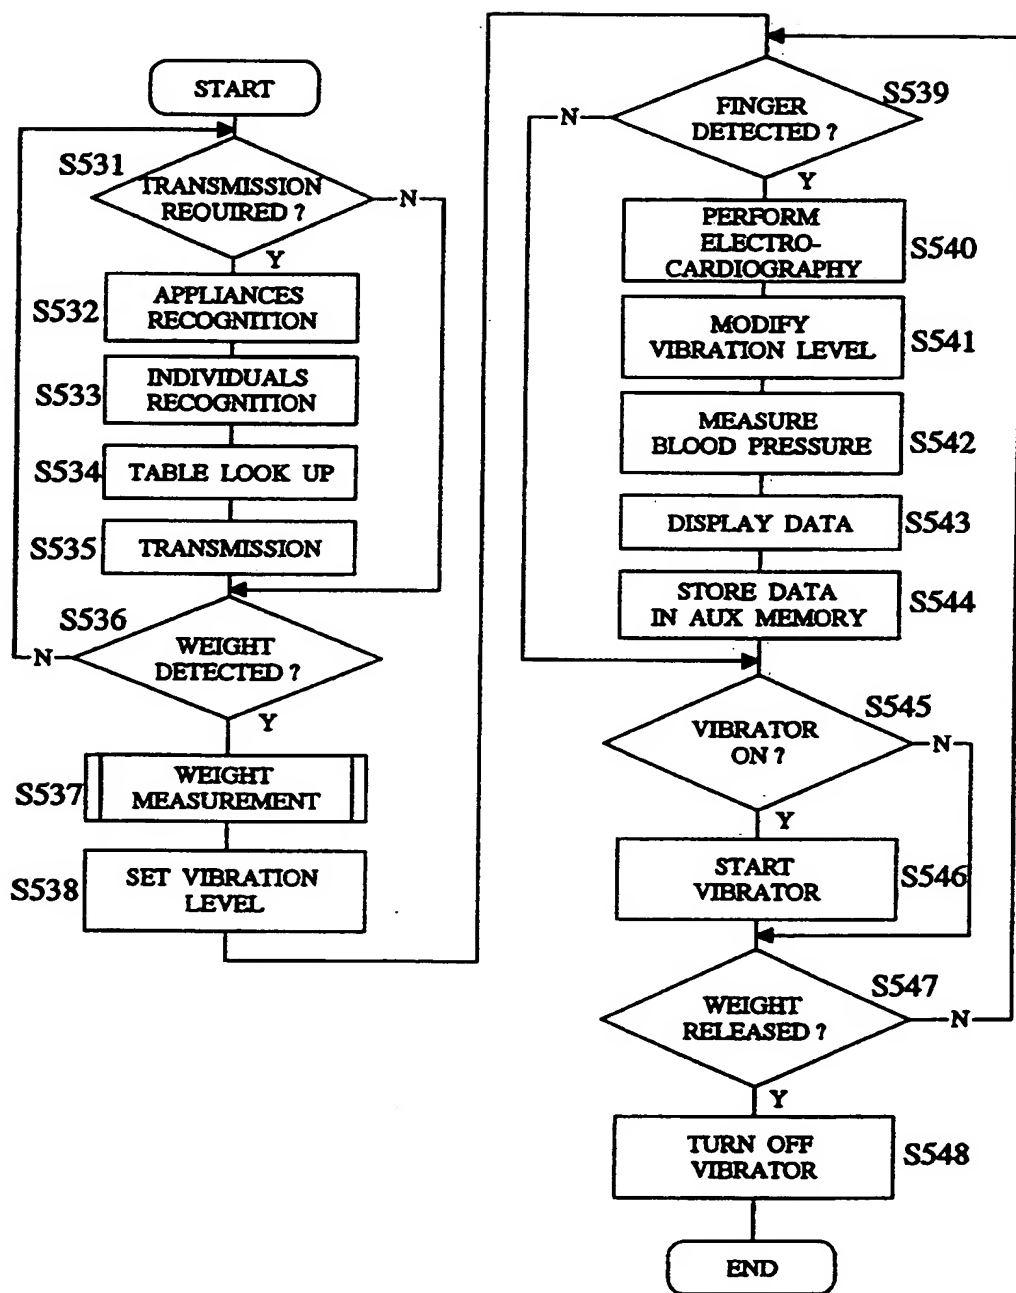 START
S531
TRANSMISSION
REQUIRED ?
N
Y
S532
APPLIANCES
RECOGNITION
S533
INDIVIDUALS
RECOGNITION
S534
TABLE LOOK UP
S535
TRANSMISSION
S536
WEIGHT
DETECTED ?
N
Y
S537
WEIGHT
MEASUREMENT
S538
SET VIBRATION
LEVEL
S539
FINGER
DETECTED ?
N
Y
PERFORM
ELECTRO-
CARDIOGRAPHY
S540
MODIFY
VIBRATION LEVEL
S541
MEASURE
BLOOD PRESSURE
S542
DISPLAY DATA
S543
STORE DATA
IN AUX MEMORY
S544
S545
VIBRATOR
ON ?
N
Y
START
VIBRATOR
S546
S547
WEIGHT
RELEASED ?
N
Y
TURN OFF
VIBRATOR
S548
END